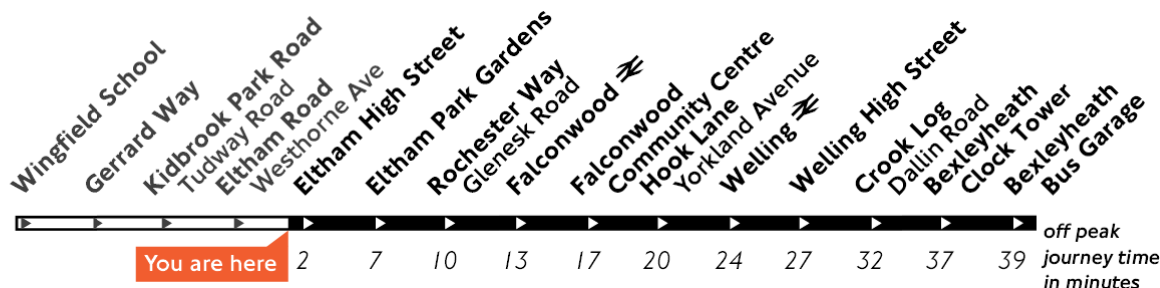 Wingfield School
Gerrard Way
Kidbrook Park Road
Tudway Road
Eltham Road
Westhorne Ave
Eltham High Street
Eltham Park Gardens
Rochester Way
Glenesk Road
Falconwood
Falconwood
Community Centre
Hook Lane
Yorkland Avenue
Welling
Welling High Street
Crook Log
Dallin Road
Bexleyheath
Clock Tower
Bexleyheath
Bus Garage
You are here
2 7 10 13 17 20 24 27 32 37 39
off peak
journey time
in minutes